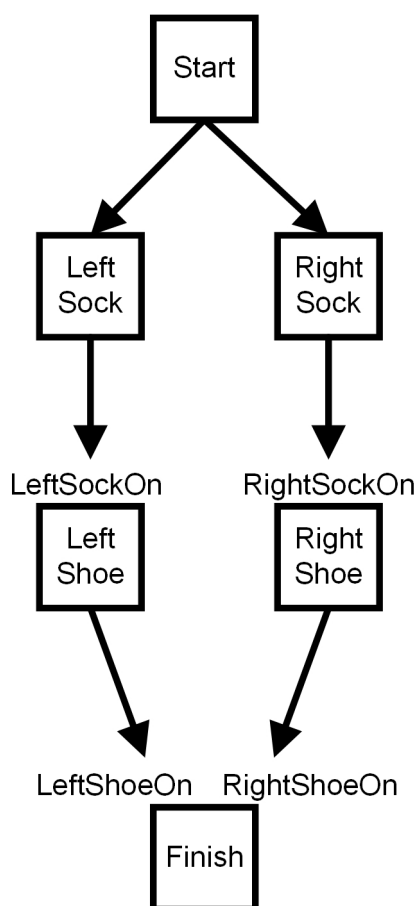 Start
Left
Sock
Right
Sock
LeftSockOn
RightSockOn
Left
Shoe
Right
Shoe
LeftShoeOn
RightShoeOn
Finish